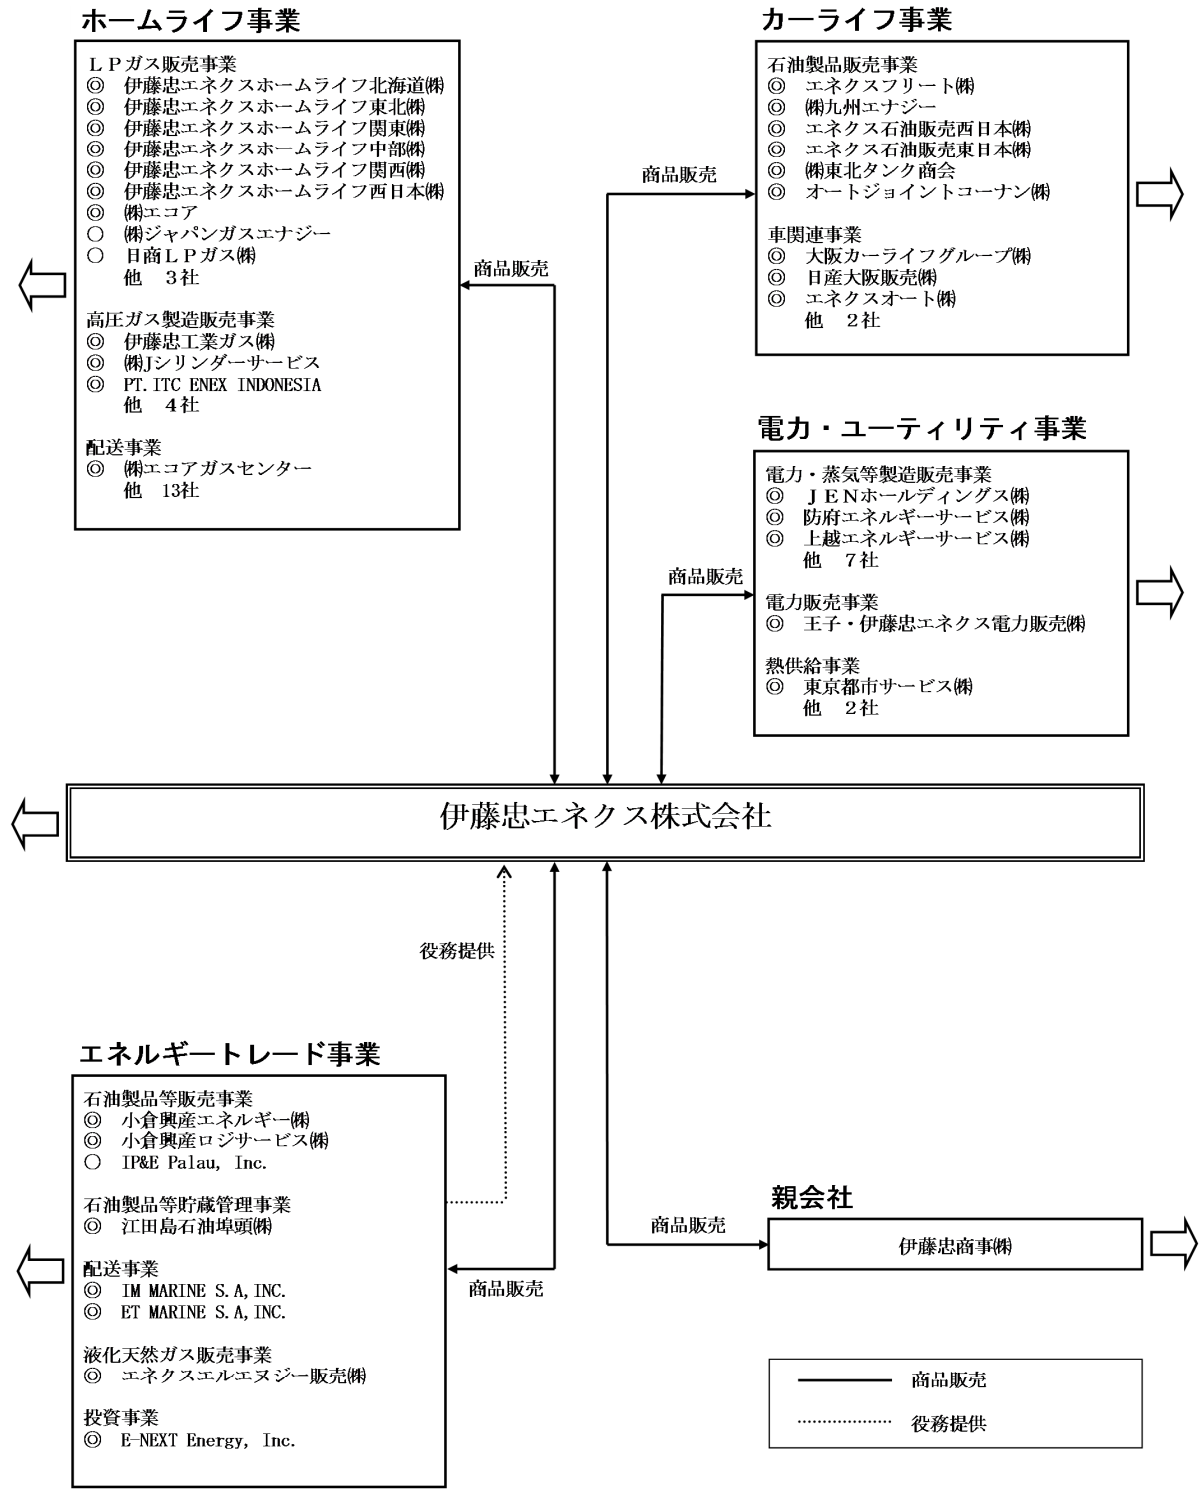 ホームライフ事業
ＬＰガス販売事業
◎ 伊藤忠エネクスホームライフ北海道㈱
◎ 伊藤忠エネクスホームライフ東北㈱
◎ 伊藤忠エネクスホームライフ関東㈱
◎ 伊藤忠エネクスホームライフ中部㈱
◎ 伊藤忠エネクスホームライフ関西㈱
◎ 伊藤忠エネクスホームライフ西日本㈱
◎ ㈱エコア
○ ㈱ジャパンガスエナジー
○ 日商ＬＰガス㈱
他 ３社
高圧ガス製造販売事業
◎ 伊藤忠工業ガス㈱
◎ ㈱Jシリンダーサービス
◎ PT.ITC ENEX INDONESIA
他 ４社
配送事業
◎ ㈱エコアガスセンター
他 13社
商品販売
カーライフ事業
石油製品販売事業
◎ エネクスフリート㈱
◎ ㈱九州エナジー
◎ エネクス石油販売西日本㈱
◎ エネクス石油販売東日本㈱
◎ ㈱東北タンク商会
◎ オートジョイントコーナン㈱
車関連事業
◎ 大阪カーライフグループ㈱
◎ 日産大阪販売㈱
◎ エネクスオート㈱
他 ２社
商品販売
電力・ユーティリティ事業
電力・蒸気等製造販売事業
◎ ＪＥＮホールディングス㈱
◎ 防府エネルギーサービス㈱
◎ 上越エネルギーサービス㈱
他 ７社
電力販売事業
◎ 王子・伊藤忠エネクス電力販売㈱
熱供給事業
◎ 東京都市サービス㈱
他 ２社
商品販売
伊藤忠エネクス株式会社
役務提供
エネルギートレード事業
石油製品等販売事業
◎ 小倉興産エネルギー㈱
◎ 小倉興産ロジサービス㈱
○ IP&E Palau, Inc.
石油製品等貯蔵管理事業
◎ 江田島石油埠頭㈱
配送事業
◎ IM MARINE S.A,INC.
◎ ET MARINE S.A,INC.
液化天然ガス販売事業
◎ エネクスエルエヌジー販売㈱
投資事業
◎ E-NEXT Energy, Inc.
商品販売
商品販売
親会社
伊藤忠商事㈱
商品販売
役務提供